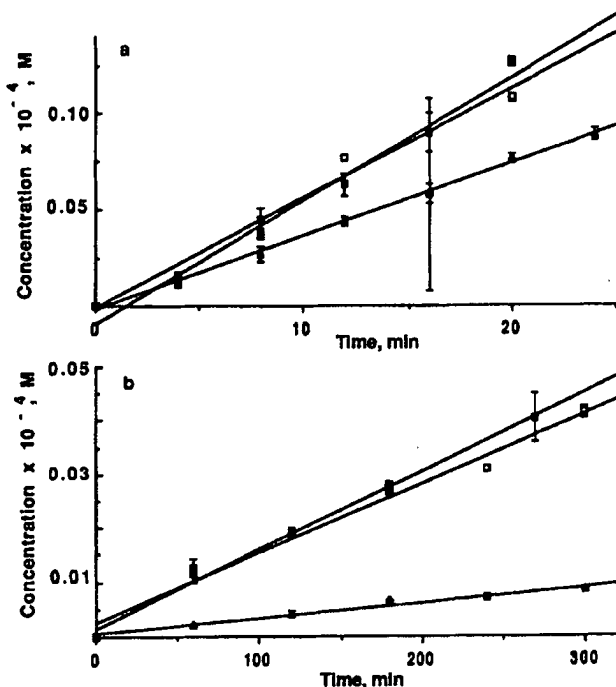 a
Concentration × 10⁻⁴, M
0.10
0.05
0 10 20
Time, min
b
Concentration × 10⁻⁴, M
0.05
0.03
0.01
0 100 200 300
Time, min